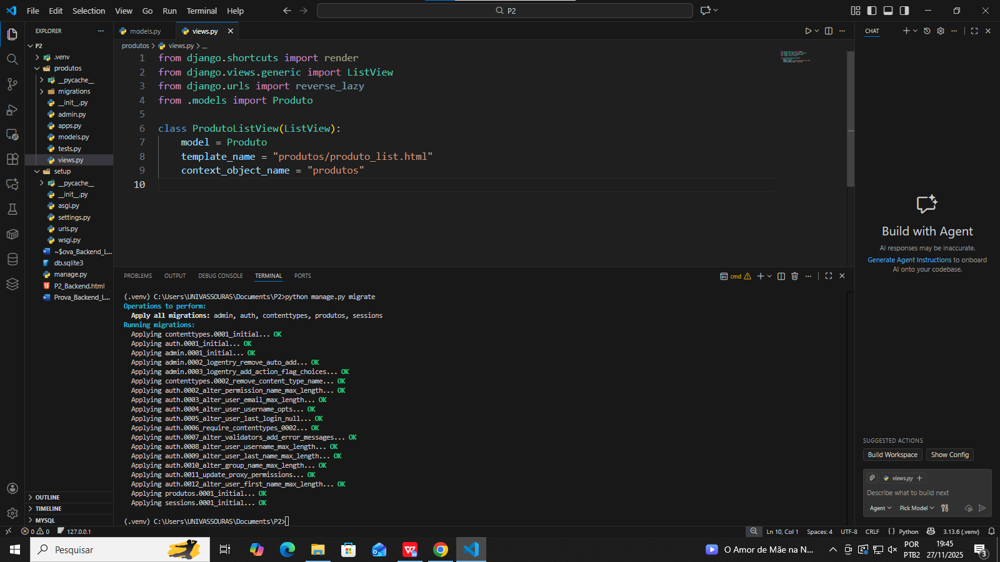 File Edit Selection View Go Run Terminal Help
P2
EXPLORER
P2
.venv
produtos
__pycache__
migrations
__init__.py
admin.py
apps.py
models.py
tests.py
views.py
setup
__pycache__
__init__.py
asgi.py
settings.py
urls.py
wsgi.py
~$ova_Backend_L...
db.sqlite3
manage.py
P2_Backend.html
Prova_Backend_L...
OUTLINE
TIMELINE
MYSQL
models.py views.py
produtos > views.py > ...
1 from django.shortcuts import render
2 from django.views.generic import ListView
3 from django.urls import reverse_lazy
4 from .models import Produto
5
6 class ProdutoListView(ListView):
7 model = Produto
8 template_name = "produtos/produto_list.html"
9 context_object_name = "produtos"
10
PROBLEMS OUTPUT DEBUG CONSOLE TERMINAL PORTS
cmd
(.venv) C:\Users\UNIVASSOURAS\Documents\P2>python manage.py migrate
Operations to perform:
Apply all migrations: admin, auth, contenttypes, produtos, sessions
Running migrations:
Applying contenttypes.0001_initial... OK
Applying auth.0001_initial... OK
Applying admin.0001_initial... OK
Applying admin.0002_logentry_remove_auto_add... OK
Applying admin.0003_logentry_add_action_flag_choices... OK
Applying contenttypes.0002_remove_content_type_name... OK
Applying auth.0002_alter_permission_name_max_length... OK
Applying auth.0003_alter_user_email_max_length... OK
Applying auth.0004_alter_user_username_opts... OK
Applying auth.0005_alter_user_last_login_null... OK
Applying auth.0006_require_contenttypes_0002... OK
Applying auth.0007_alter_validators_add_error_messages... OK
Applying auth.0008_alter_user_username_max_length... OK
Applying auth.0009_alter_user_last_name_max_length... OK
Applying auth.0010_alter_group_name_max_length... OK
Applying auth.0011_update_proxy_permissions... OK
Applying auth.0012_alter_user_first_name_max_length... OK
Applying produtos.0001_initial... OK
Applying sessions.0001_initial... OK
(.venv) C:\Users\UNIVASSOURAS\Documents\P2>
CHAT
Build with Agent
AI responses may be inaccurate.
Generate Agent Instructions to onboard
AI onto your codebase.
SUGGESTED ACTIONS
Build Workspace Show Config
views.py
Describe what to build next
Agent Pick Model
0 0 127.0.0.1
Ln 10, Col 1 Spaces: 4 UTF-8 CRLF { } Python 3.13.6 (.venv)
Pesquisar
O Amor de Mãe na N...
POR
PTB2
19:45
27/11/2025
3